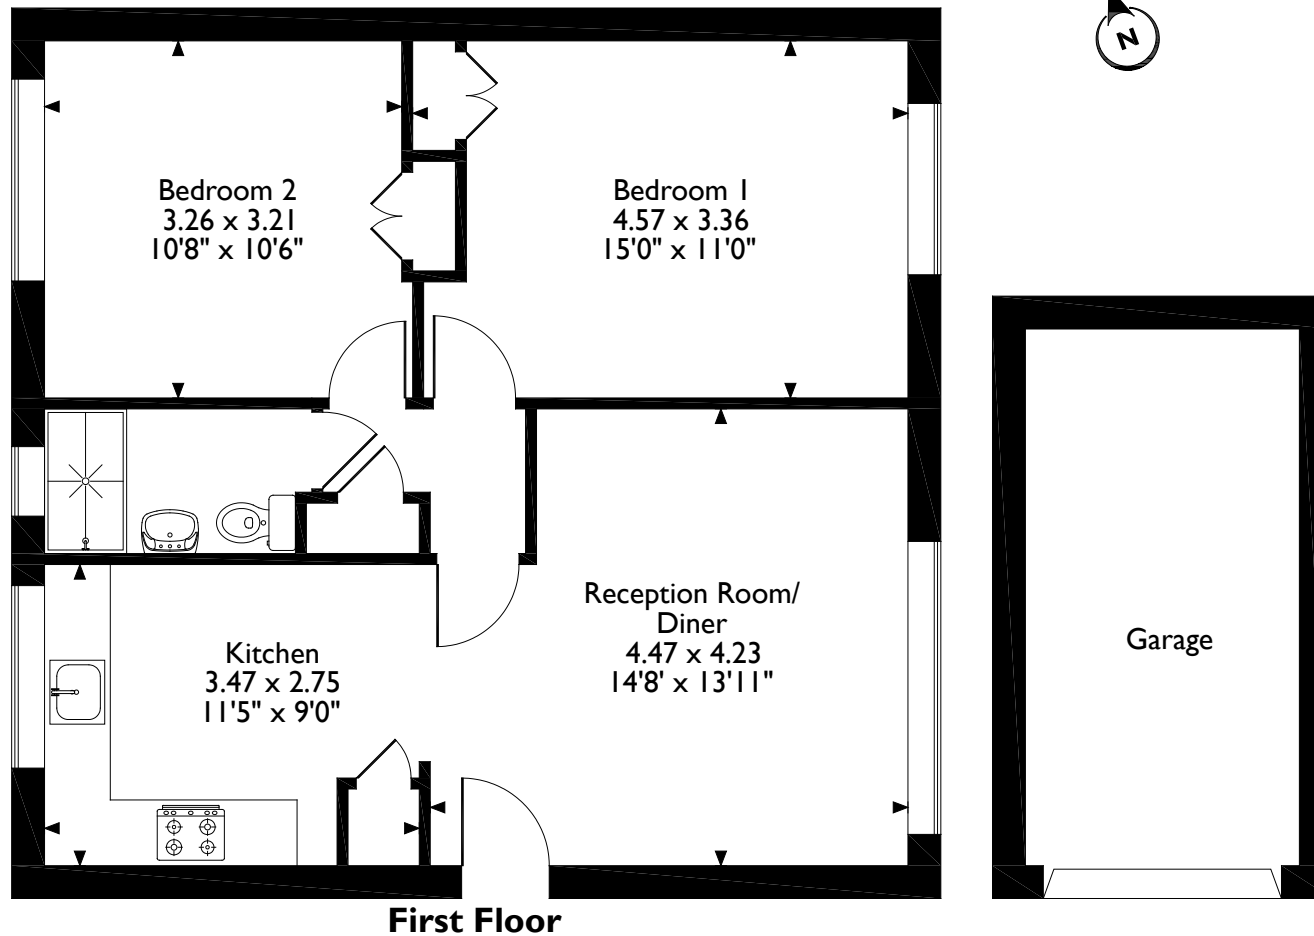 N
Bedroom 2
3.26 x 3.21
10'8" x 10'6"
Bedroom 1
4.57 x 3.36
15'0" x 11'0"
Reception Room/
Diner
4.47 x 4.23
14'8' x 13'11"
Kitchen
3.47 x 2.75
11'5" x 9'0"
Garage
First Floor